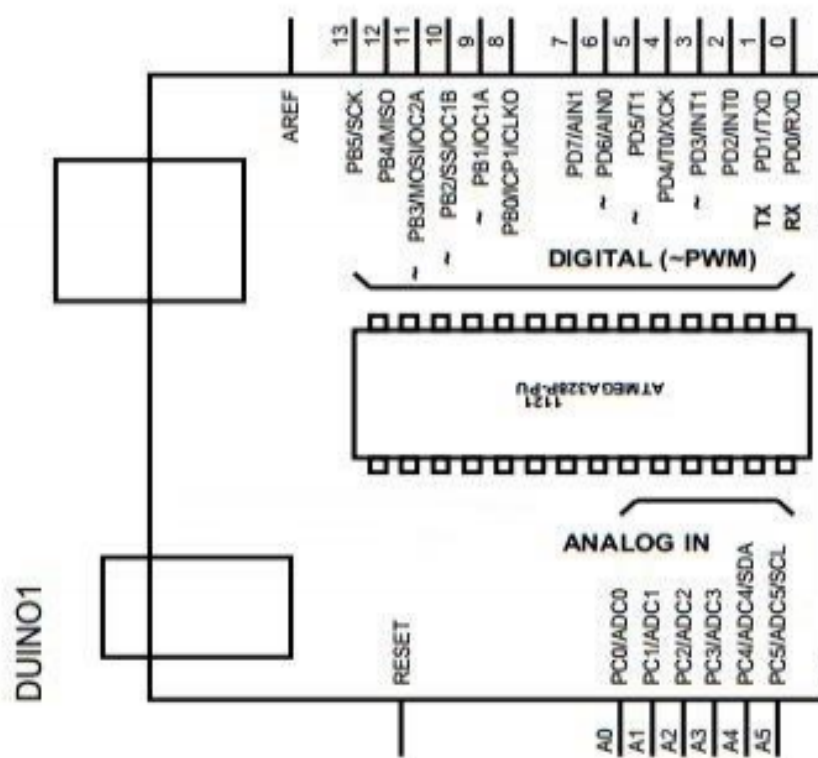 13
12
11
10
9
8
7
6
5
4
3
2
1
0
AREF
PB5/SCK
PB4/MISO
~ PB3/MOSI/OC2A
~ PB2/SS/OC1B
~ PB1/OC1A
PB0/ICP1/CLKO
PD7/AIN1
~ PD6/AIN0
~ PD5/T1
PD4/T0/XCK
~ PD3/INT1
PD2/INT0
TX PD1/TXD
RX PD0/RXD
DIGITAL (~PWM)
ATMEGA328P-PU
1121
ANALOG IN
DUINO1
RESET
PC0/ADC0
PC1/ADC1
PC2/ADC2
PC3/ADC3
PC4/ADC4/SDA
PC5/ADC5/SCL
A0
A1
A2
A3
A4
A5